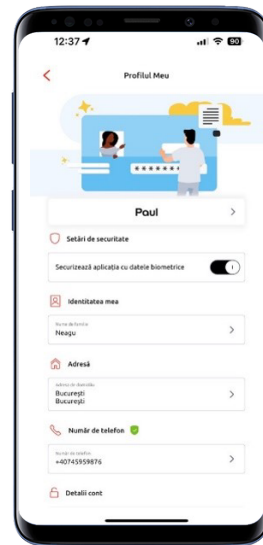 12:37
90
Profilul Meu
Paul
Setări de securitate
Securizează aplicația cu datele biometrice
Identitatea mea
Nume de familie
Neagu
Adresă
Adresa de domiciliu
București
București
Număr de telefon
Număr de telefon
+40745959876
Detalii cont